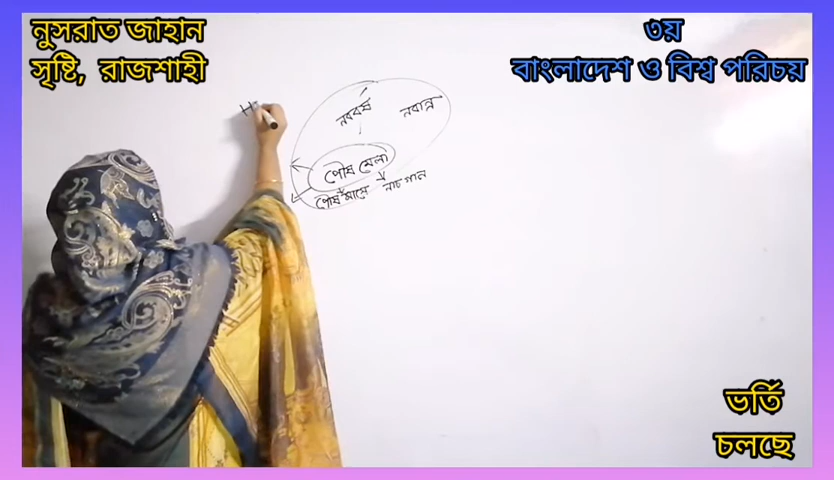 নুসরাত জাহান
সৃষ্টি, রাজশাহী
৩য়
বাংলাদেশ ও বিশ্ব পরিচয়
H
নববর্ষ নবান্ন
পৌষ মেলা
পৌষ মাসে নাচ গান
ভর্তি
চলছে